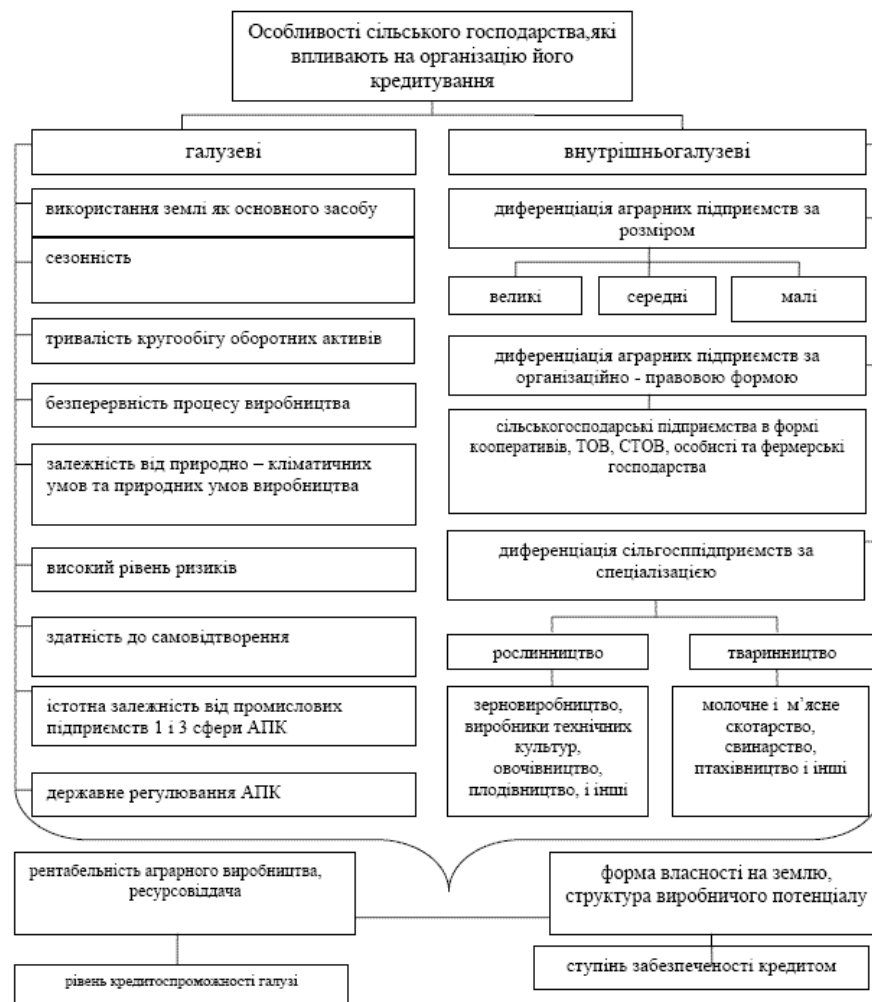 Особливості сільського господарства,які
впливають на організацію його
кредитування
галузеві
використання землі як основного засобу
сезонність
тривалість кругообігу оборотних активів
безперервність процесу виробництва
залежність від природно – кліматичних
умов та природних умов виробництва
високий рівень ризиків
здатність до самовідтворення
істотна залежність від промислових
підприємств 1 і 3 сфери АПК
державне регулювання АПК
внутрішньогалузеві
диференціація аграрних підприємств за
розміром
великі
середні
малі
диференціація аграрних підприємств за
організаційно - правовою формою
сільськогосподарські підприємства в формі
кооперативів, ТОВ, СТОВ, особисті та фермерські
господарства
диференціація сільгосппідприємств за
спеціалізацією
рослинництво
тваринництво
зерновиробництво,
виробники технічних
культур,
овочівництво,
плодівництво, і інші
молочне і м’ясне
скотарство,
свинарство,
птахівництво і інші
рентабельність аграрного виробництва,
ресурсовіддача
форма власності на землю,
структура виробничого потенціалу
рівень кредитоспроможності галузі
ступінь забезпеченості кредитом